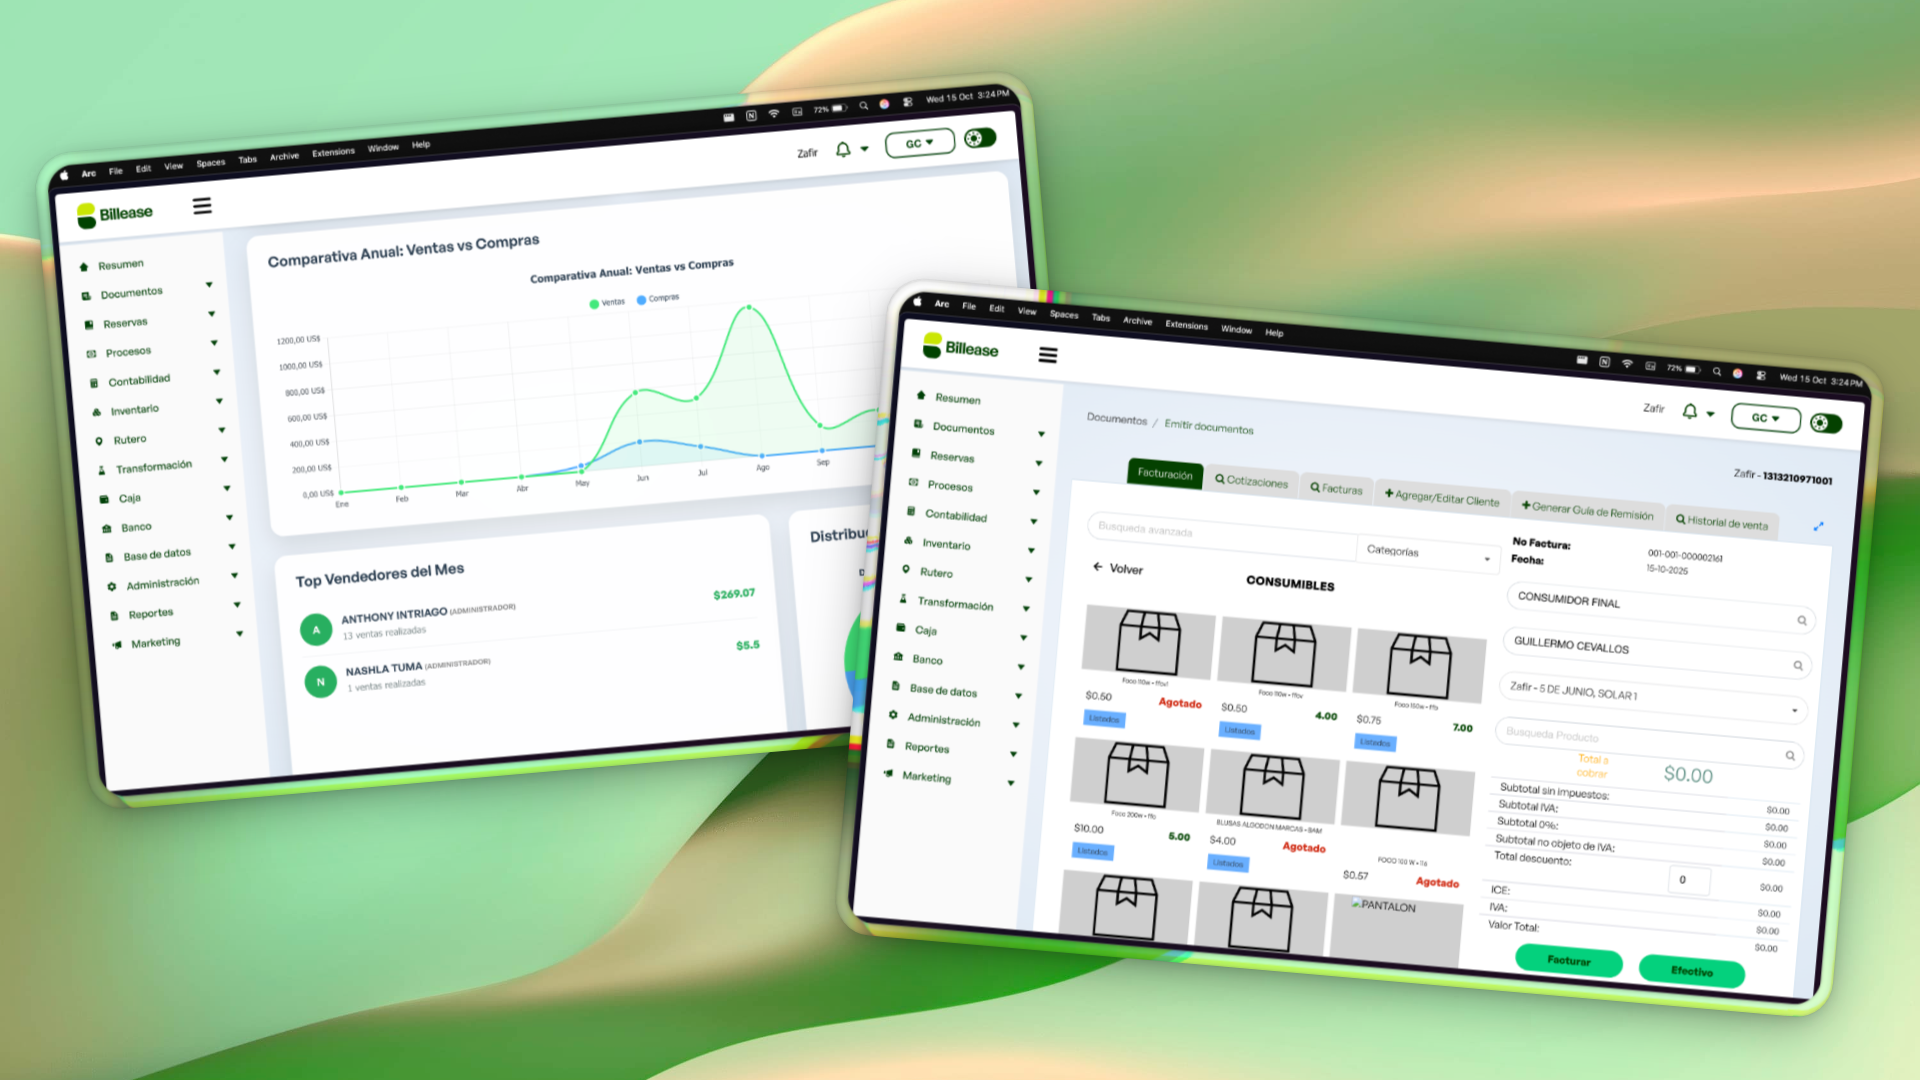 Arc File Edit View Spaces Tabs Archive Extensions Window Help
72% Wed 15 Oct 3:24 PM
Billease
Zafir
GC
Resumen
Documentos
Reservas
Procesos
Contabilidad
Inventario
Rutero
Transformación
Caja
Banco
Base de datos
Administración
Reportes
Marketing
Comparativa Anual: Ventas vs Compras
Comparativa Anual: Ventas vs Compras
Ventas Compras
1200,00 US$
1000,00 US$
800,00 US$
600,00 US$
400,00 US$
200,00 US$
0,00 US$
Ene Feb Mar Abr May Jun Jul Ago Sep
Top Vendedores del Mes
A
ANTHONY INTRIAGO (ADMINISTRADOR)
13 ventas realizadas
$269.07
N
NASHLA TUMA (ADMINISTRADOR)
1 ventas realizadas
$5.5
Distribu
D
Arc File Edit View Spaces Tabs Archive Extensions Window Help
72% Wed 15 Oct 3:24 PM
Billease
Zafir
GC
Resumen
Documentos
Reservas
Procesos
Contabilidad
Inventario
Rutero
Transformación
Caja
Banco
Base de datos
Administración
Reportes
Marketing
Documentos / Emitir documentos
Zafir - 1313210971001
Facturación
Cotizaciones
Facturas
Agregar/Editar Cliente
Generar Guía de Remisión
Historial de venta
Busqueda avanzada
Categorías
Volver
CONSUMIBLES
$0.50
Agotado
Listados
$0.50
4.00
Listados
$0.75
7.00
Listados
Foco 200w • ffo
$10.00
5.00
Listados
BLUSAS ALGODON MARCAS • BAM
$4.00
Agotado
Listados
$0.57
Agotado
PANTALON
No Factura:
001-001-000002161
Fecha:
15-10-2025
CONSUMIDOR FINAL
GUILLERMO CEVALLOS
Zafir - 5 DE JUNIO, SOLAR 1
Busqueda Producto
Total a
cobrar
$0.00
Subtotal sin impuestos: $0.00
Subtotal IVA: $0.00
Subtotal 0%: $0.00
Subtotal no objeto de IVA: $0.00
Total descuento: 0 $0.00
ICE: $0.00
IVA: $0.00
Valor Total: $0.00
Facturar
Efectivo